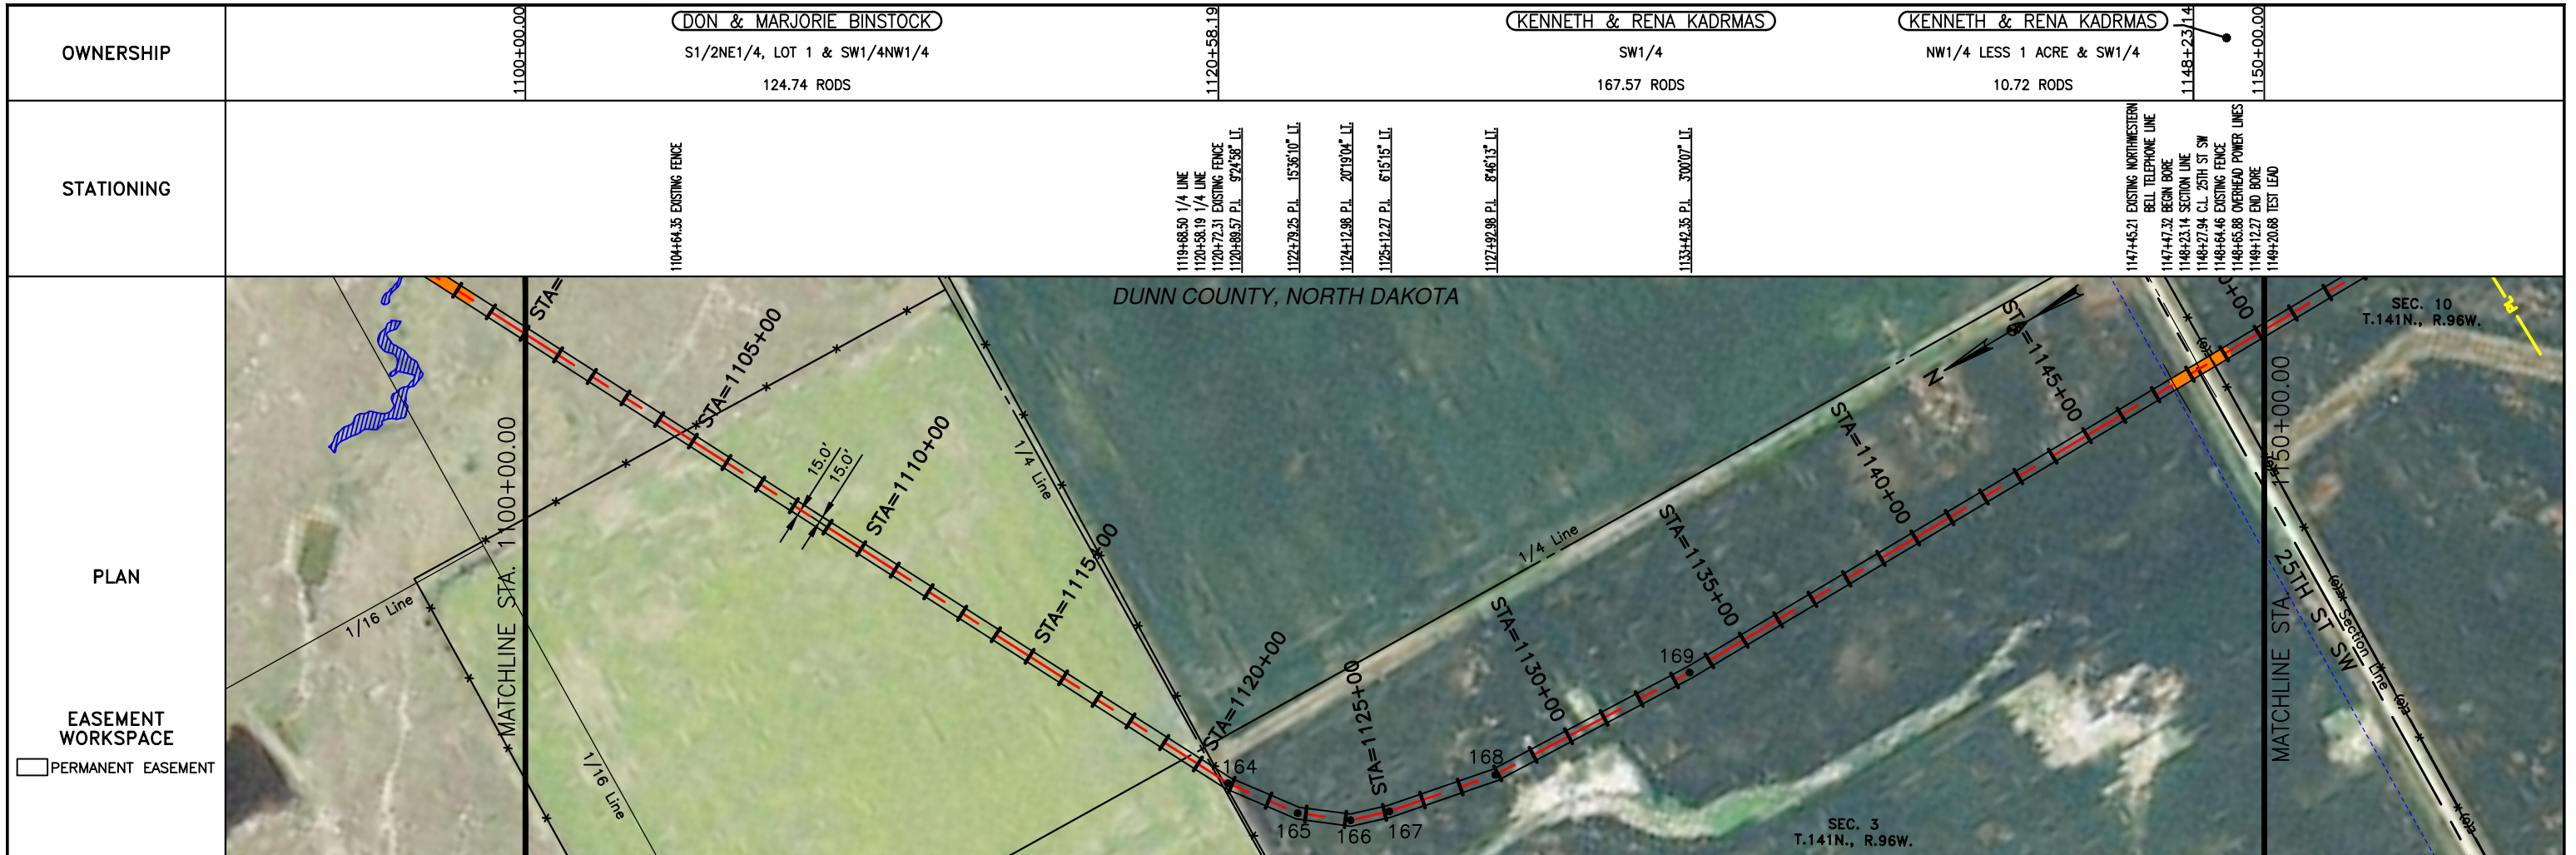 OWNERSHIP
1100+00.00
DON & MARJORIE BINSTOCK
S1/2NE1/4, LOT 1 & SW1/4NW1/4
124.74 RODS
1120+58.19
KENNETH & RENA KADRMAS
SW1/4
167.57 RODS
KENNETH & RENA KADRMAS
NW1/4 LESS 1 ACRE & SW1/4
10.72 RODS
1148+23.14
1150+00.00
STATIONING
1104+64.35 EXISTING FENCE
1119+68.50 1/4 LINE
1120+58.19 1/4 LINE
1120+72.31 EXISTING FENCE
1120+89.57 P.I. 9°24'58" LT.
1122+79.25 P.I. 15°36'10" LT.
1124+12.98 P.I. 20°19'04" LT.
1125+12.27 P.I. 6°15'15" LT.
1127+92.98 P.I. 8°46'13" LT.
1133+42.35 P.I. 3°00'07" LT.
1147+45.21 EXISTING NORTHWESTERN
BELL TELEPHONE LINE
1147+47.32 BEGIN BORE
1148+23.14 SECTION LINE
1148+27.94 C.L. 25TH ST SW
1148+64.46 EXISTING FENCE
1148+65.88 OVERHEAD POWER LINES
1149+12.27 END BORE
1149+20.68 TEST LEAD
PLAN
DUNN COUNTY, NORTH DAKOTA
STA=
STA=1105+00
STA=1110+00
STA=1115+00
STA=1120+00
STA=1125+00
STA=1130+00
STA=1135+00
STA=1140+00
STA=1145+00
0+00
15.0'
15.0'
1/4 Line
1/4 Line
1/16 Line
1/16 Line
N
MATCHLINE STA. 1100+00.00
MATCHLINE STA. 1150+00.00
25TH ST SW
Section Line
SEC. 10
T.141N., R.96W.
SEC. 3
T.141N., R.96W.
164
165
166
167
168
169
EASEMENT
WORKSPACE
PERMANENT EASEMENT